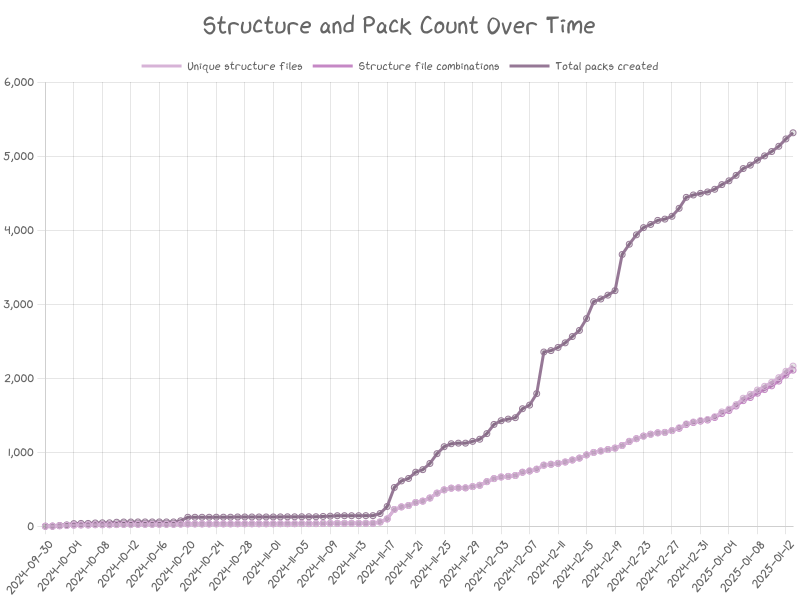 Structure and Pack Count Over Time
Unique structure files Structure file combinations Total packs created
6,000
5,000
4,000
3,000
2,000
1,000
0
2024-09-30 2024-10-04 2024-10-08 2024-10-12 2024-10-16 2024-10-20 2024-10-24 2024-10-28 2024-11-01 2024-11-05 2024-11-09 2024-11-13 2024-11-17 2024-11-21 2024-11-25 2024-11-29 2024-12-03 2024-12-07 2024-12-11 2024-12-15 2024-12-19 2024-12-23 2024-12-27 2024-12-31 2025-01-04 2025-01-08 2025-01-12